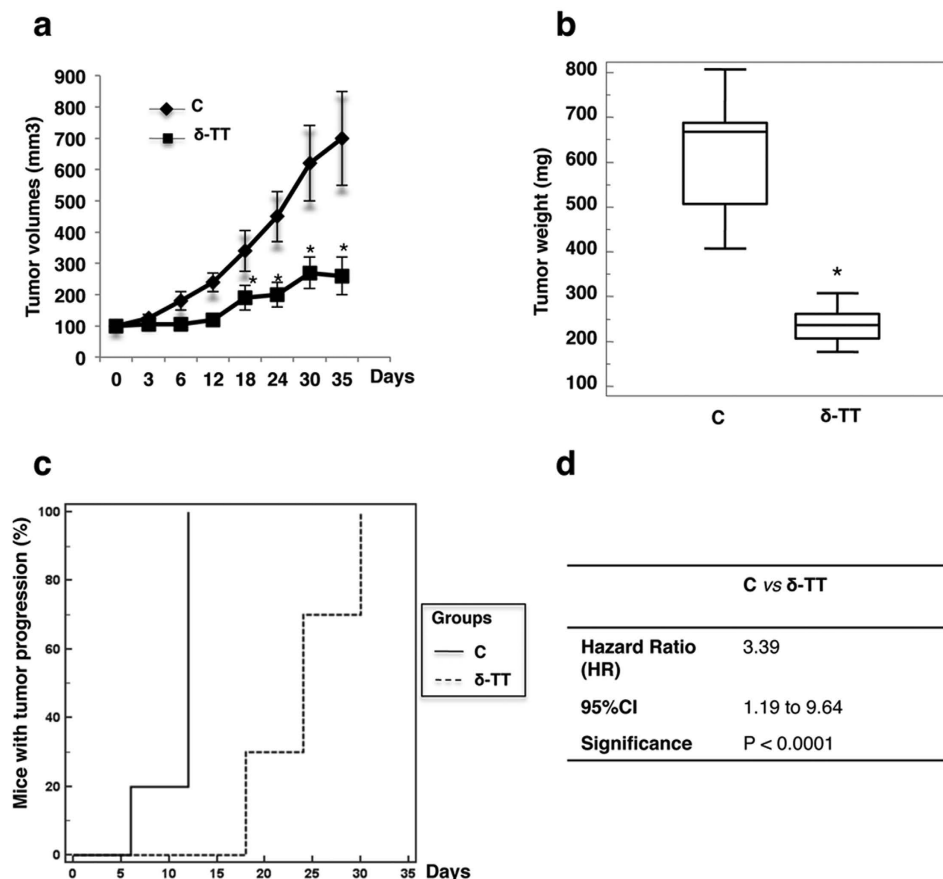 a
Tumor volumes (mm3)
900
800
700
600
500
400
300
200
100
0
C
δ-TT
*
*
*
*
0 3 6 12 18 24 30 35 Days
b
Tumor weight (mg)
800
700
600
500
400
300
200
100
*
C δ-TT
c
Mice with tumor progression (%)
100
80
60
40
20
0
0 5 10 15 20 25 30 35 Days
Groups
C
δ-TT
d
C vs δ-TT
Hazard Ratio 3.39
(HR)
95%CI 1.19 to 9.64
Significance P < 0.0001